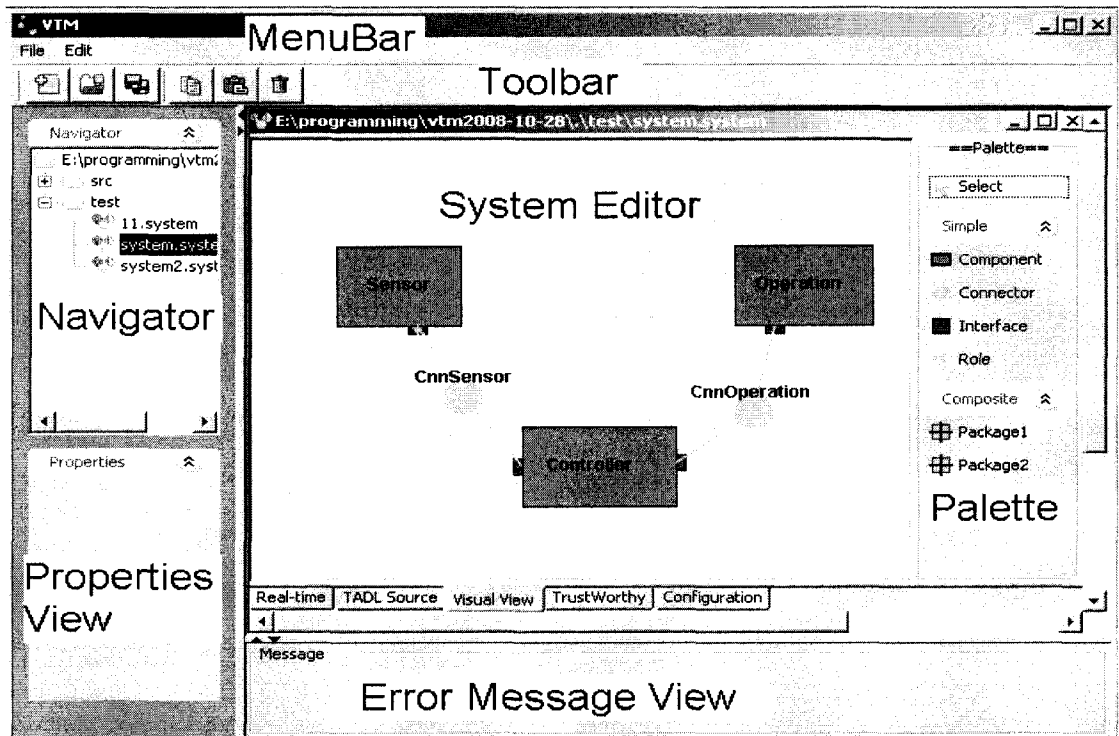 VTM
File Edit
MenuBar
Toolbar
Navigator
E:\programming\vtm2
src
test
11.system
system.syste
system2.syst
Navigator
Properties
Properties
View
E:\programming\vtm2008-10-28\.\test\system.system
System Editor
Sensor
Operation
CnnSensor
CnnOperation
Controller
==Palette==
Select
Simple
Component
Connector
Interface
Role
Composite
Package1
Package2
Palette
Real-time TADL Source Visual View TrustWorthy Configuration
Message
Error Message View